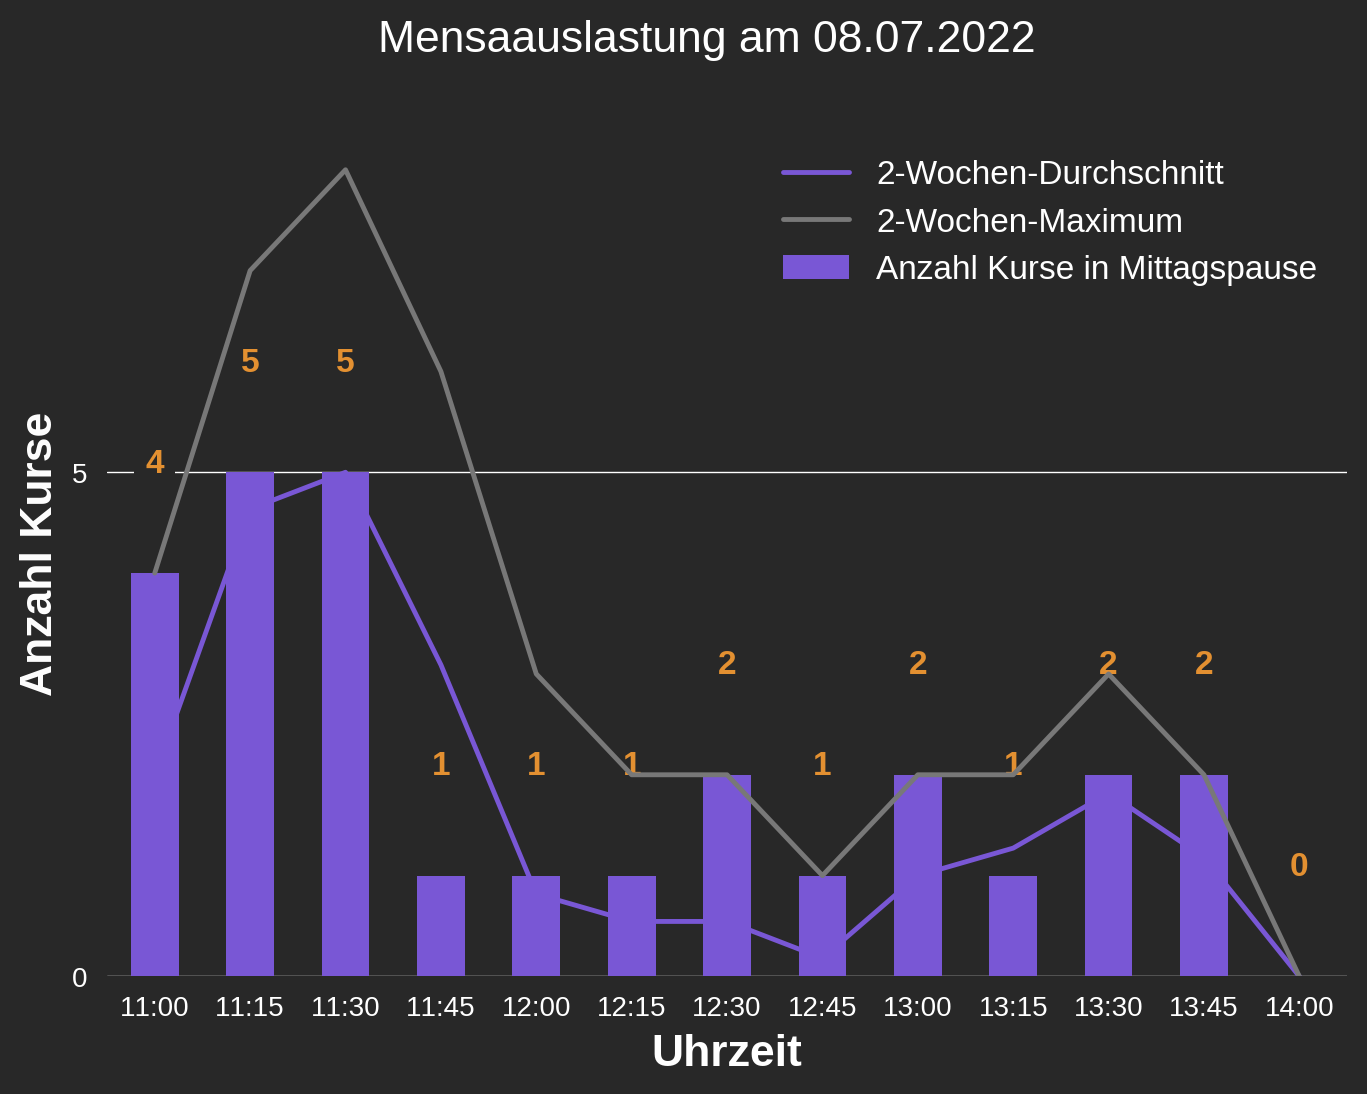 Mensaauslastung am 08.07.2022
2-Wochen-Durchschnitt
2-Wochen-Maximum
Anzahl Kurse in Mittagspause
Anzahl Kurse
5
0
4
5
5
1
1
1
2
1
2
1
2
2
0
11:00 11:15 11:30 11:45 12:00 12:15 12:30 12:45 13:00 13:15 13:30 13:45 14:00
Uhrzeit